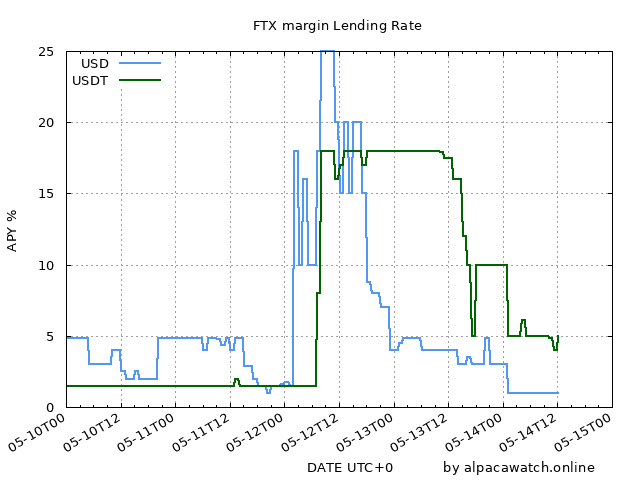 FTX margin Lending Rate
USD
USDT
25
20
15
10
5
0
APY %
05-10T00
05-10T12
05-11T00
05-11T12
05-12T00
05-12T12
05-13T00
05-13T12
05-14T00
05-14T12
05-15T00
DATE UTC+0
by alpacawatch.online